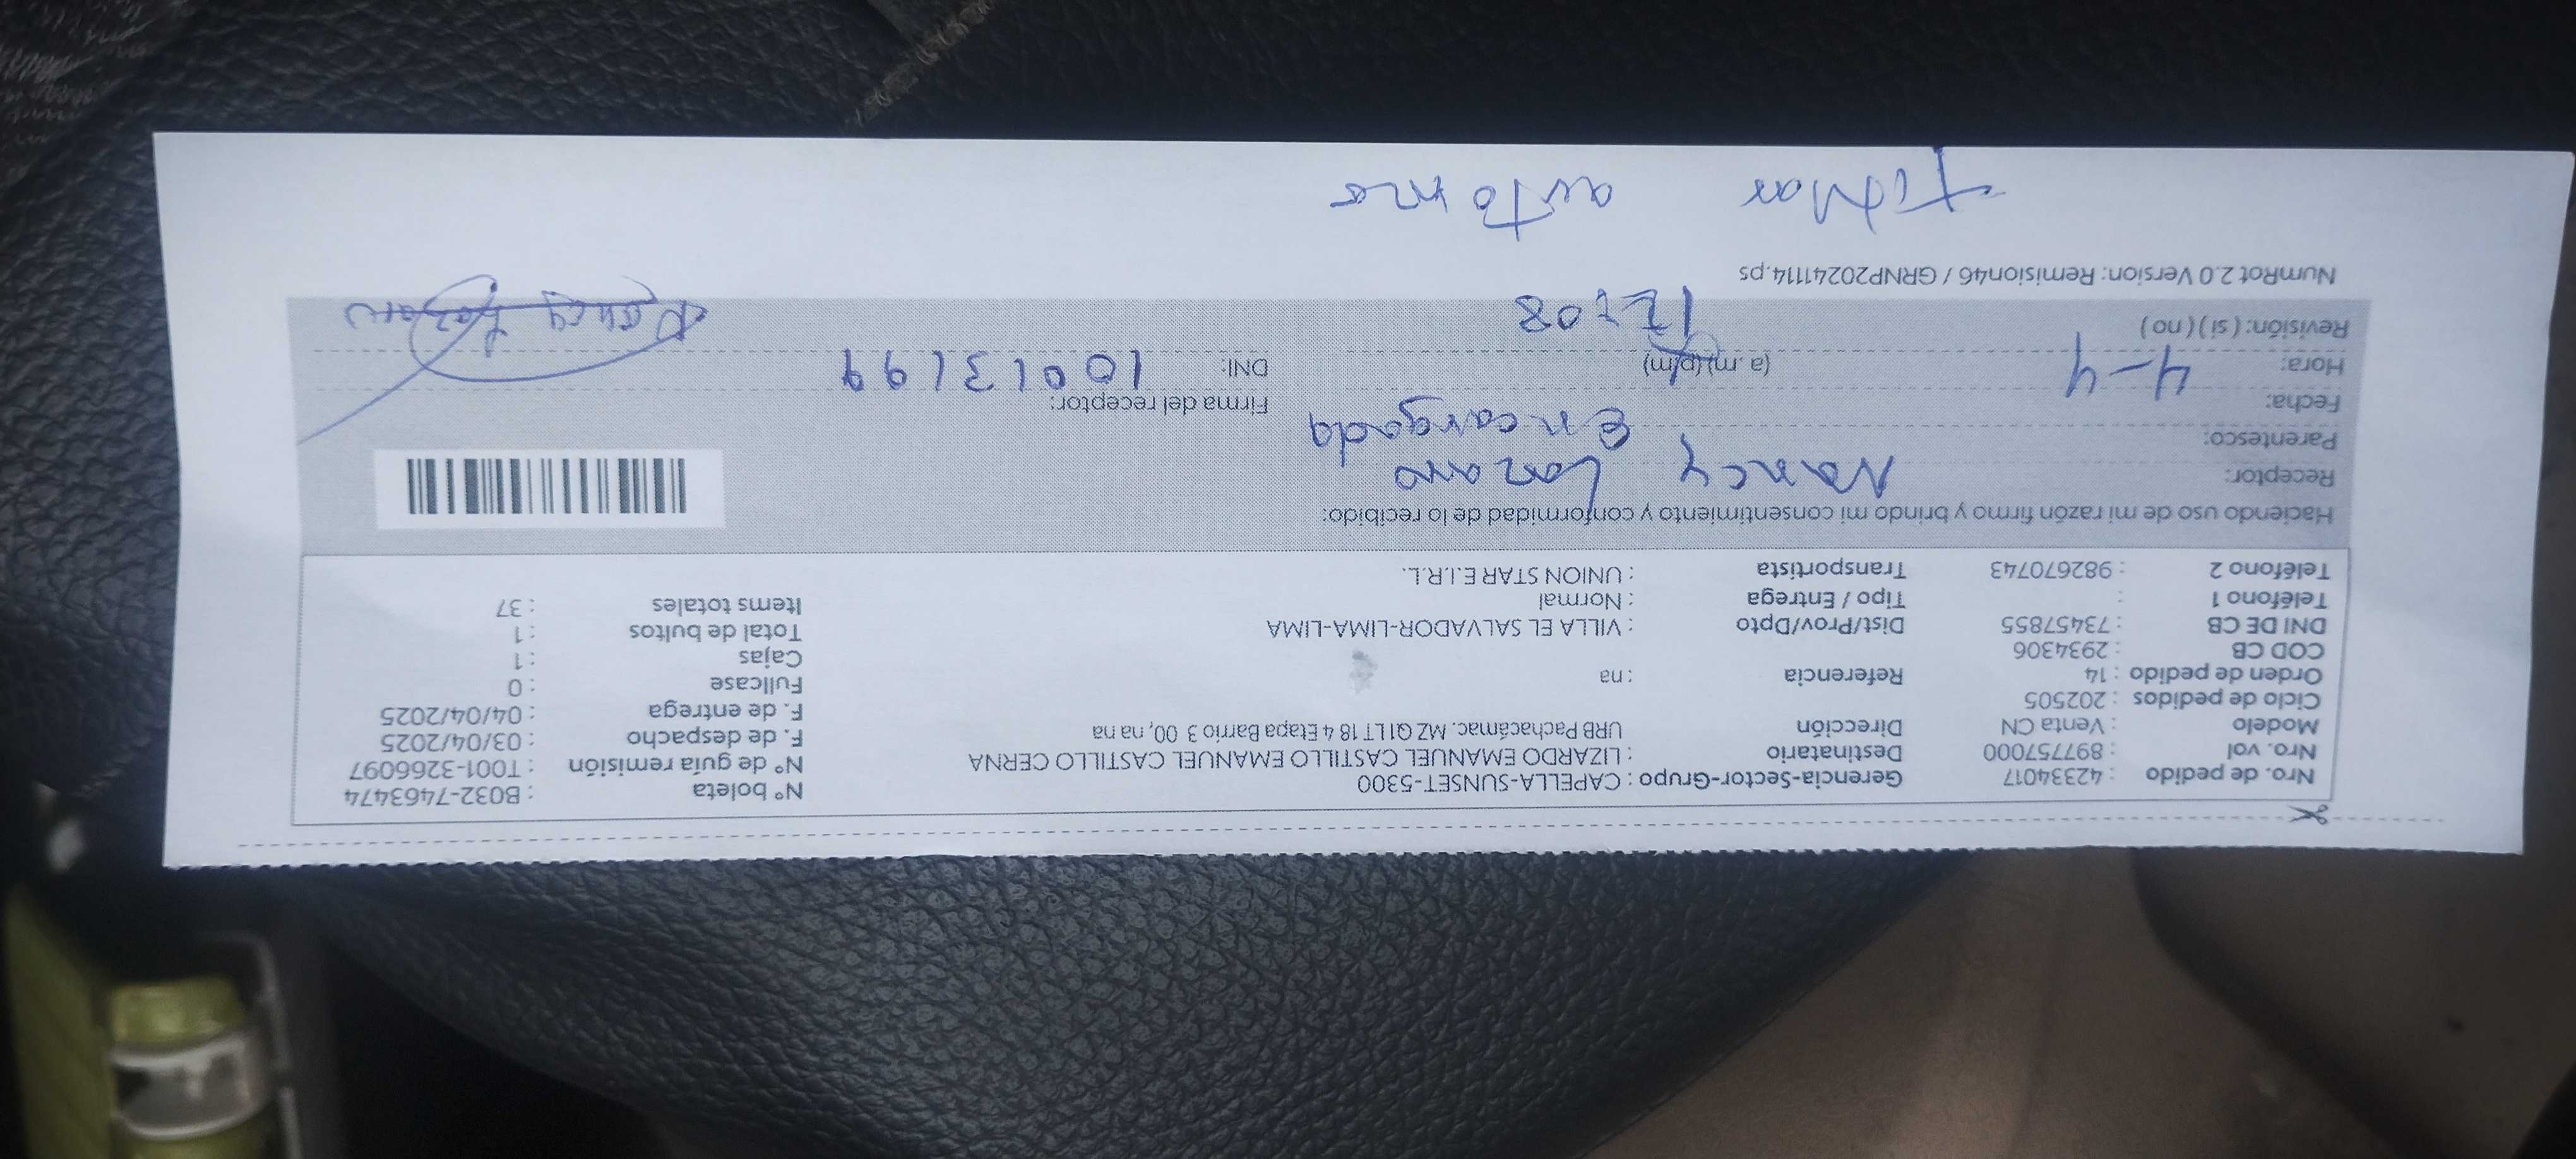 Nro. de pedido : 42334017 Gerencia-Sector-Grupo : CAPELLA-SUNSET-5300 N° boleta : B032-7463474
Nro. vol : 897757000 Destinatario : LIZARDO EMANUEL CASTILLO EMANUEL CASTILLO CERNA N° de guía remisión : T001-3266097
Modelo : Venta CN Dirección URB Pachacámac. MZ Q1LT 18 4 Etapa Barrio 3 00, na na F. de despacho : 03/04/2025
Ciclo de pedidos : 202505 F. de entrega : 04/04/2025
Orden de pedido : 14 Referencia : na Fullcase : 0
COD CB : 2934306 Cajas : 1
DNI DE CB : 73457855 Dist/Prov/Dpto : VILLA EL SALVADOR-LIMA-LIMA Total de bultos : 1
Teléfono 1 : Tipo / Entrega : Normal Items totales : 37
Teléfono 2 : 982670743 Transportista : UNION STAR E.I.R.L.
Haciendo uso de mi razón firmo y brindo mi consentimiento y conformidad de lo recibido:
Receptor: Nancy Lozano
Parentesco: Encargada
Fecha: 4-4 Firma del receptor:
Hora: (a .m) (p/m) DNI: 10013199
12:08
Revisión: ( si ) ( no )
NumRot 2.0 Version: Remision46 / GRNP20241114.ps
titular